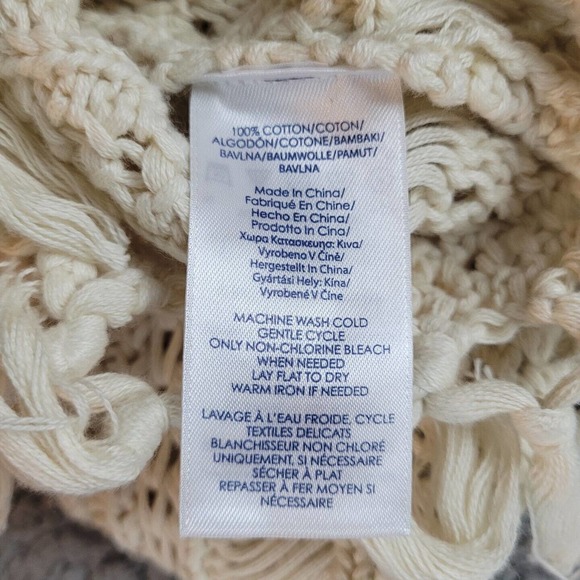 100% COTTON/COTON/
ALGODÓN/COTONE/BAMBAKI/
BAVLNA/BAUMWOLLE/PAMUT/
BAVLNA
Made In China/
Fabriqué En Chine/
Hecho En China/
Prodotto In Cina/
Χωρα Κατασκευησ: Κινα/
Vyrobeno V Číně/
Hergestellt In China/
Gyártási Hely: Kína/
Vyrobené V Číne
MACHINE WASH COLD
GENTLE CYCLE
ONLY NON-CHLORINE BLEACH
WHEN NEEDED
LAY FLAT TO DRY
WARM IRON IF NEEDED
LAVAGE À L'EAU FROIDE, CYCLE
TEXTILES DELICATS
BLANCHISSEUR NON CHLORÉ
UNIQUEMENT, SI NÉCESSAIRE
SÉCHER À PLAT
REPASSER À FER MOYEN SI
NÉCESSAIRE